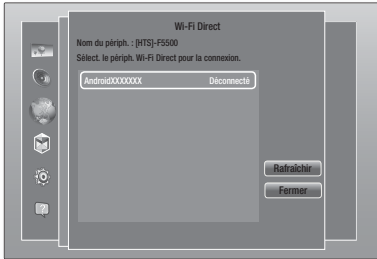 Wi-Fi Direct
Nom du périph. : [HTS]-F5500
Sélect. le périph. Wi-Fi Direct pour la connexion.
AndroidXXXXXXX Déconnecté
Rafraîchir
Fermer
?